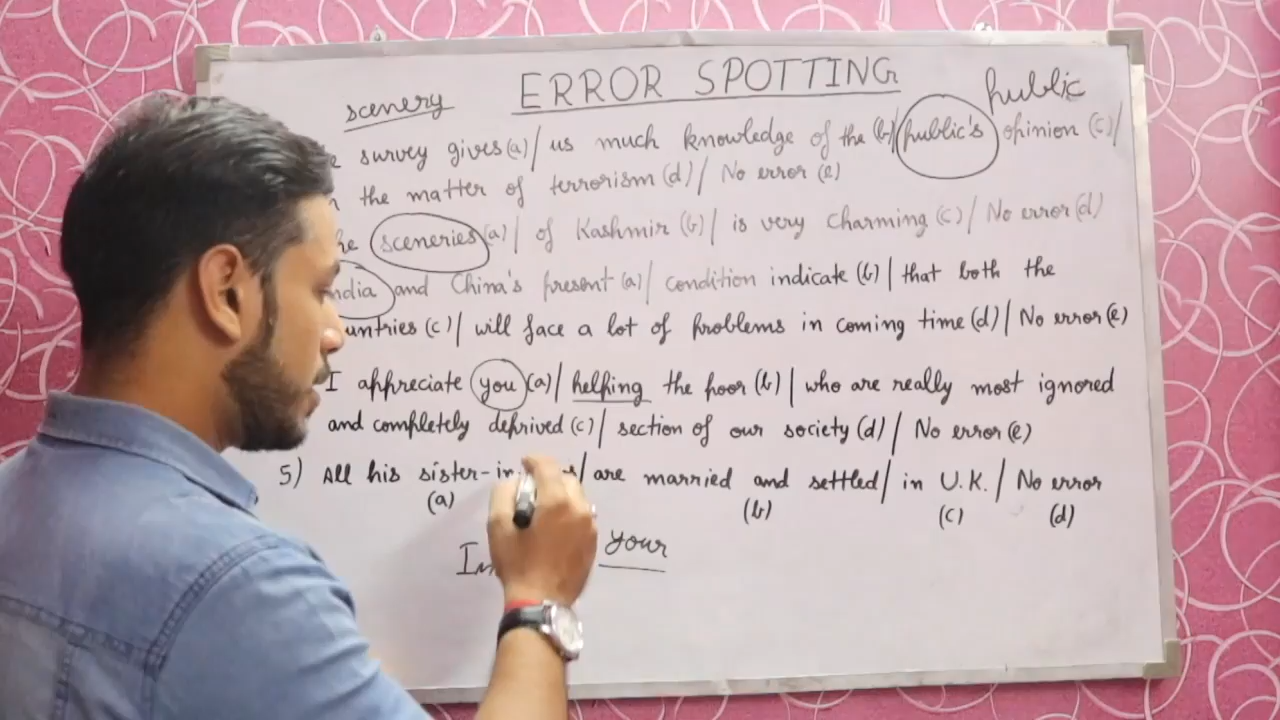 ERROR SPOTTING
scenery
public
survey gives (a) / us much knowledge of the (b) / public's opinion (c) /
the matter of terrorism (d) / No error (e)
sceneries (a) / of Kashmir (b) / is very charming (c) / No error (d)
and China's present (a) / condition indicate (b) / that both the
(c) / will face a lot of problems in coming time (d) / No error (e)
I appreciate you (a) / helping the poor (b) / who are really most ignored
and completely deprived (c) / section of our society (d) / No error (e)
5) All his sister- / are married and settled / in U.K. / No error
(a) (b) (c) (d)
your